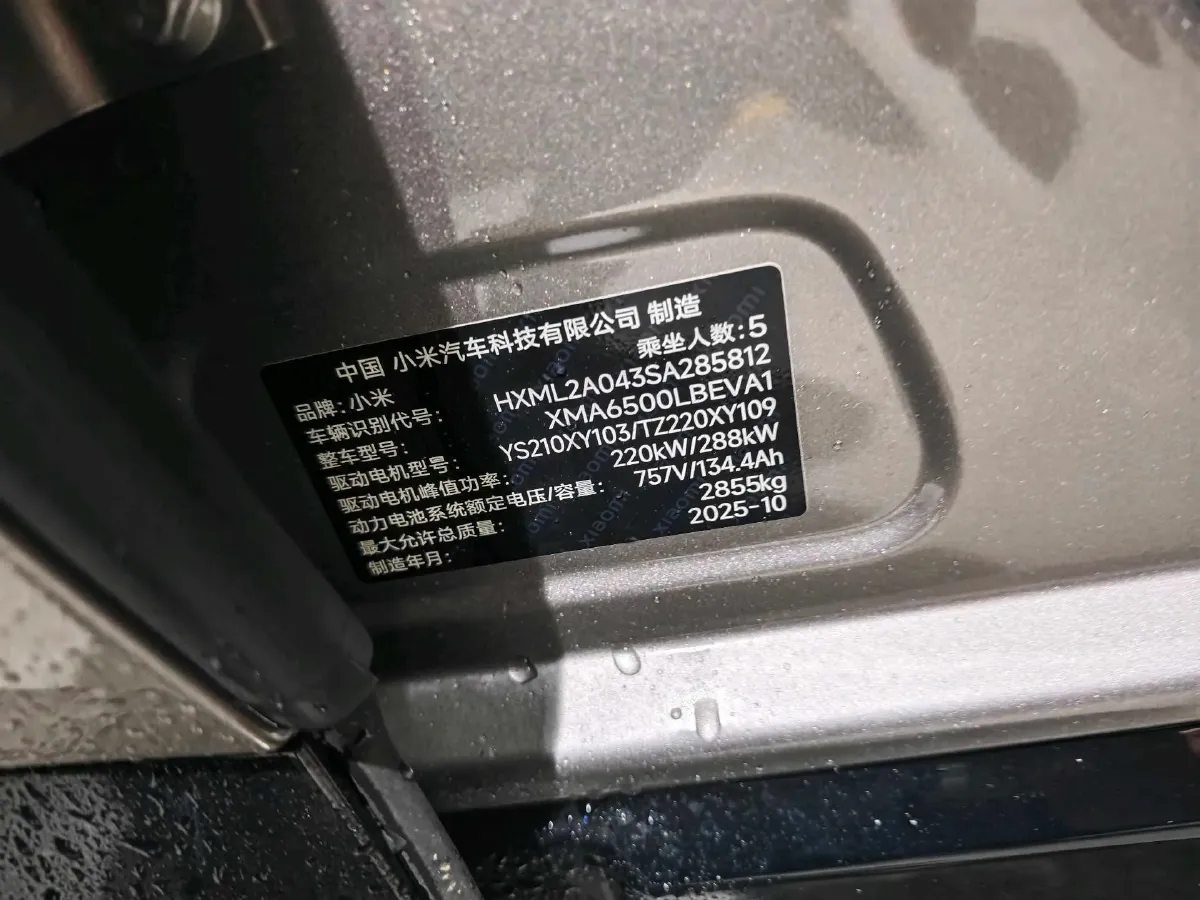 中国 小米汽车科技有限公司 制造
品牌：小米 乘坐人数：5
车辆识别代号： HXML2A043SA285812
整车型号： XMA6500LBEVA1
驱动电机型号： YS210XY103/TZ220XY109
驱动电机峰值功率： 220kW/288kW
动力电池系统额定电压/容量： 757V/134.4Ah
最大允许总质量： 2855kg
制造年月： 2025-10